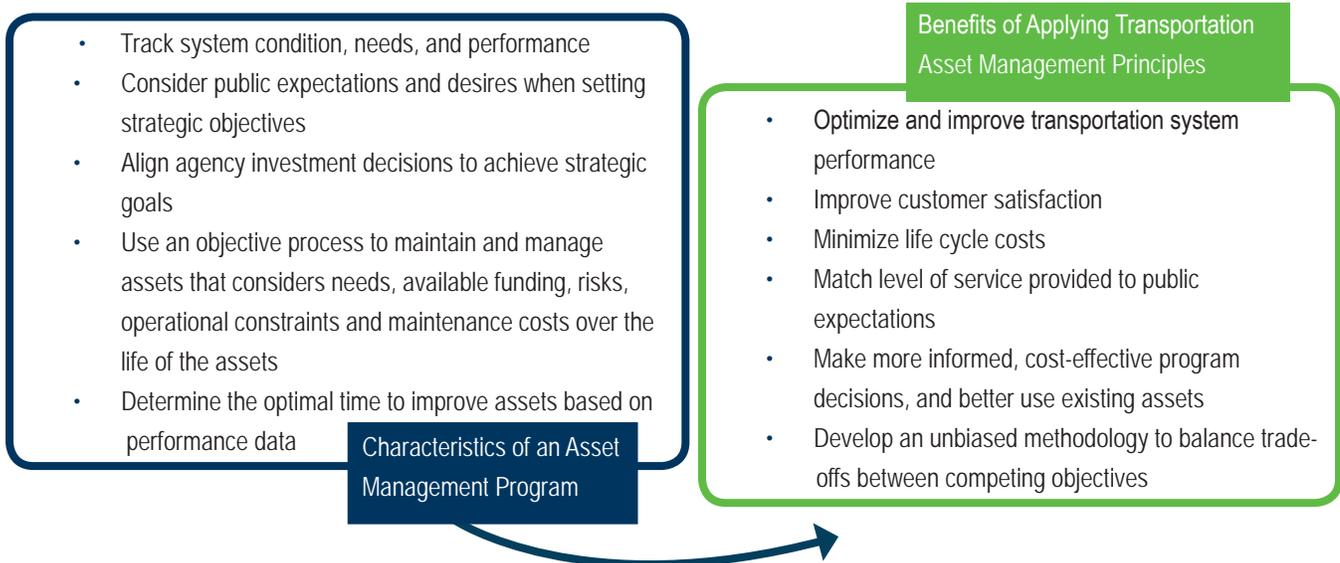 • Track system condition, needs, and performance
• Consider public expectations and desires when setting
strategic objectives
• Align agency investment decisions to achieve strategic
goals
• Use an objective process to maintain and manage
assets that considers needs, available funding, risks,
operational constraints and maintenance costs over the
life of the assets
• Determine the optimal time to improve assets based on
performance data
Characteristics of an Asset
Management Program
Benefits of Applying Transportation
Asset Management Principles
• Optimize and improve transportation system
performance
• Improve customer satisfaction
• Minimize life cycle costs
• Match level of service provided to public
expectations
• Make more informed, cost-effective program
decisions, and better use existing assets
• Develop an unbiased methodology to balance trade-
offs between competing objectives